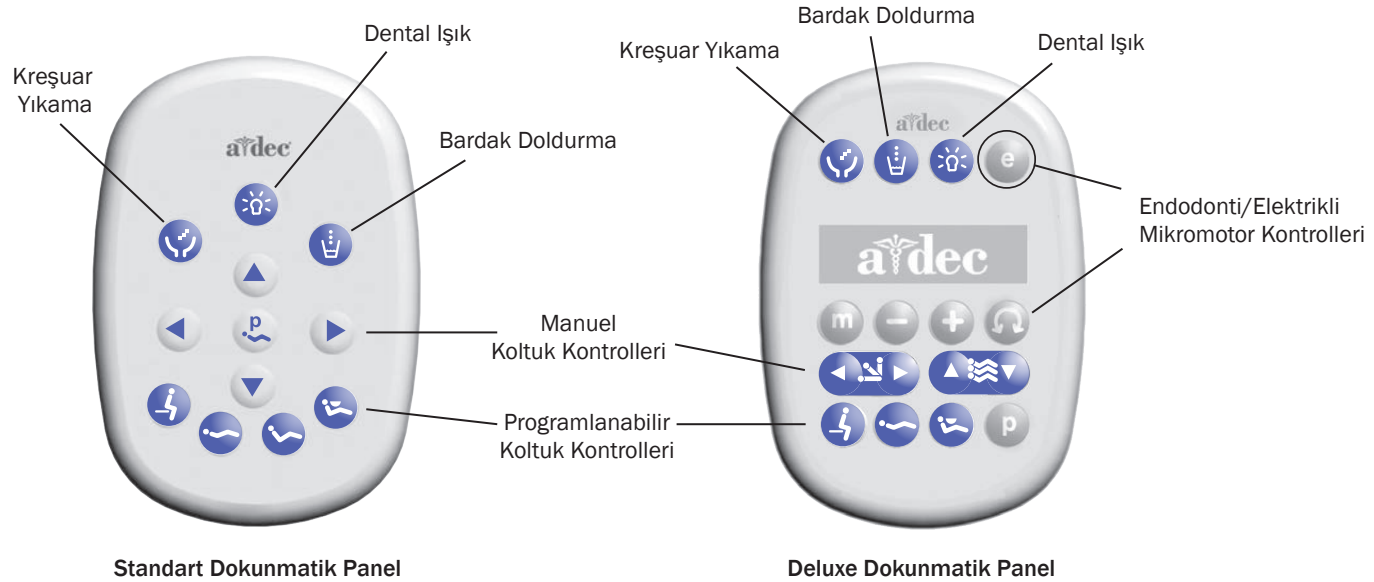 Bardak Doldurma
Dental Işık
Kreşuar Yıkama
Dental Işık
Kreşuar
Yıkama
a dec
a dec
Bardak Doldurma
e
Endodonti/Elektrikli
Mikromotor Kontrolleri
a dec
p
m − +
Manuel
Koltuk Kontrolleri
Programlanabilir
Koltuk Kontrolleri
p
Standart Dokunmatik Panel
Deluxe Dokunmatik Panel